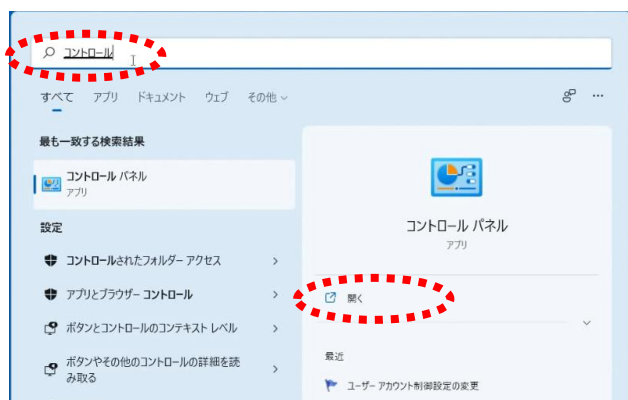 コントロール
すべて アプリ ドキュメント ウェブ その他
最も一致する検索結果
コントロール パネル
アプリ
設定
コントロールされたフォルダー アクセス
アプリとブラウザー コントロール
ボタンとコントロールのコンテキスト レベル
ボタンやその他のコントロールの詳細を読
み取る
コントロール パネル
アプリ
開く
最近
ユーザー アカウント制御設定の変更